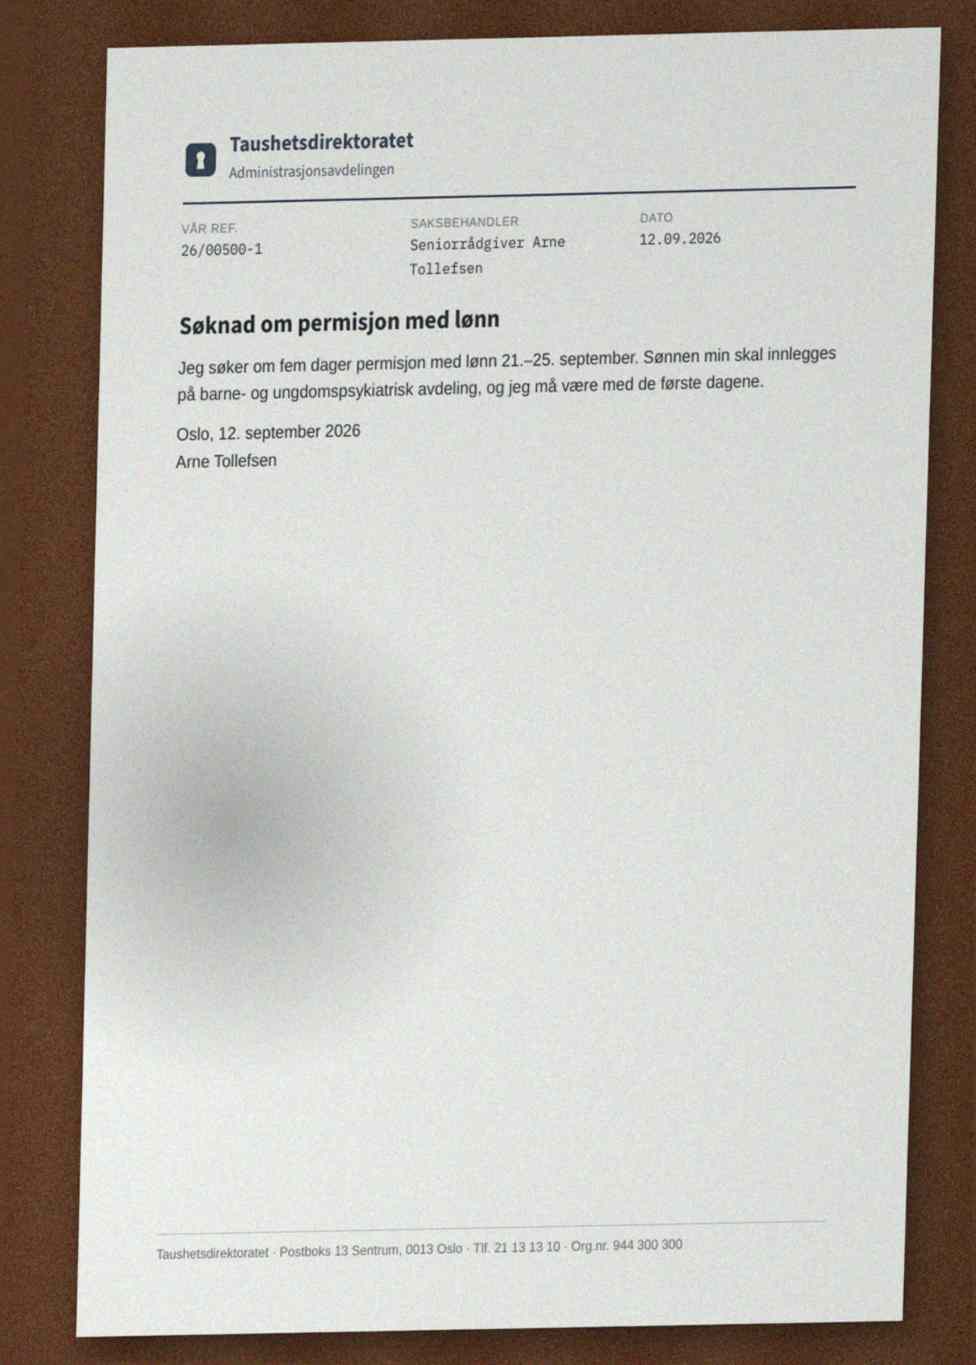 Taushetsdirektoratet
Administrasjonsavdelingen
VÅR REF.
26/00500-1
SAKSBEHANDLER
Seniorrådgiver Arne
Tollefsen
DATO
12.09.2026
Søknad om permisjon med lønn
Jeg søker om fem dager permisjon med lønn 21.–25. september. Sønnen min skal innlegges
på barne- og ungdomspsykiatrisk avdeling, og jeg må være med de første dagene.
Oslo, 12. september 2026
Arne Tollefsen
Taushetsdirektoratet · Postboks 13 Sentrum, 0013 Oslo · Tlf. 21 13 13 10 · Org.nr. 944 300 300